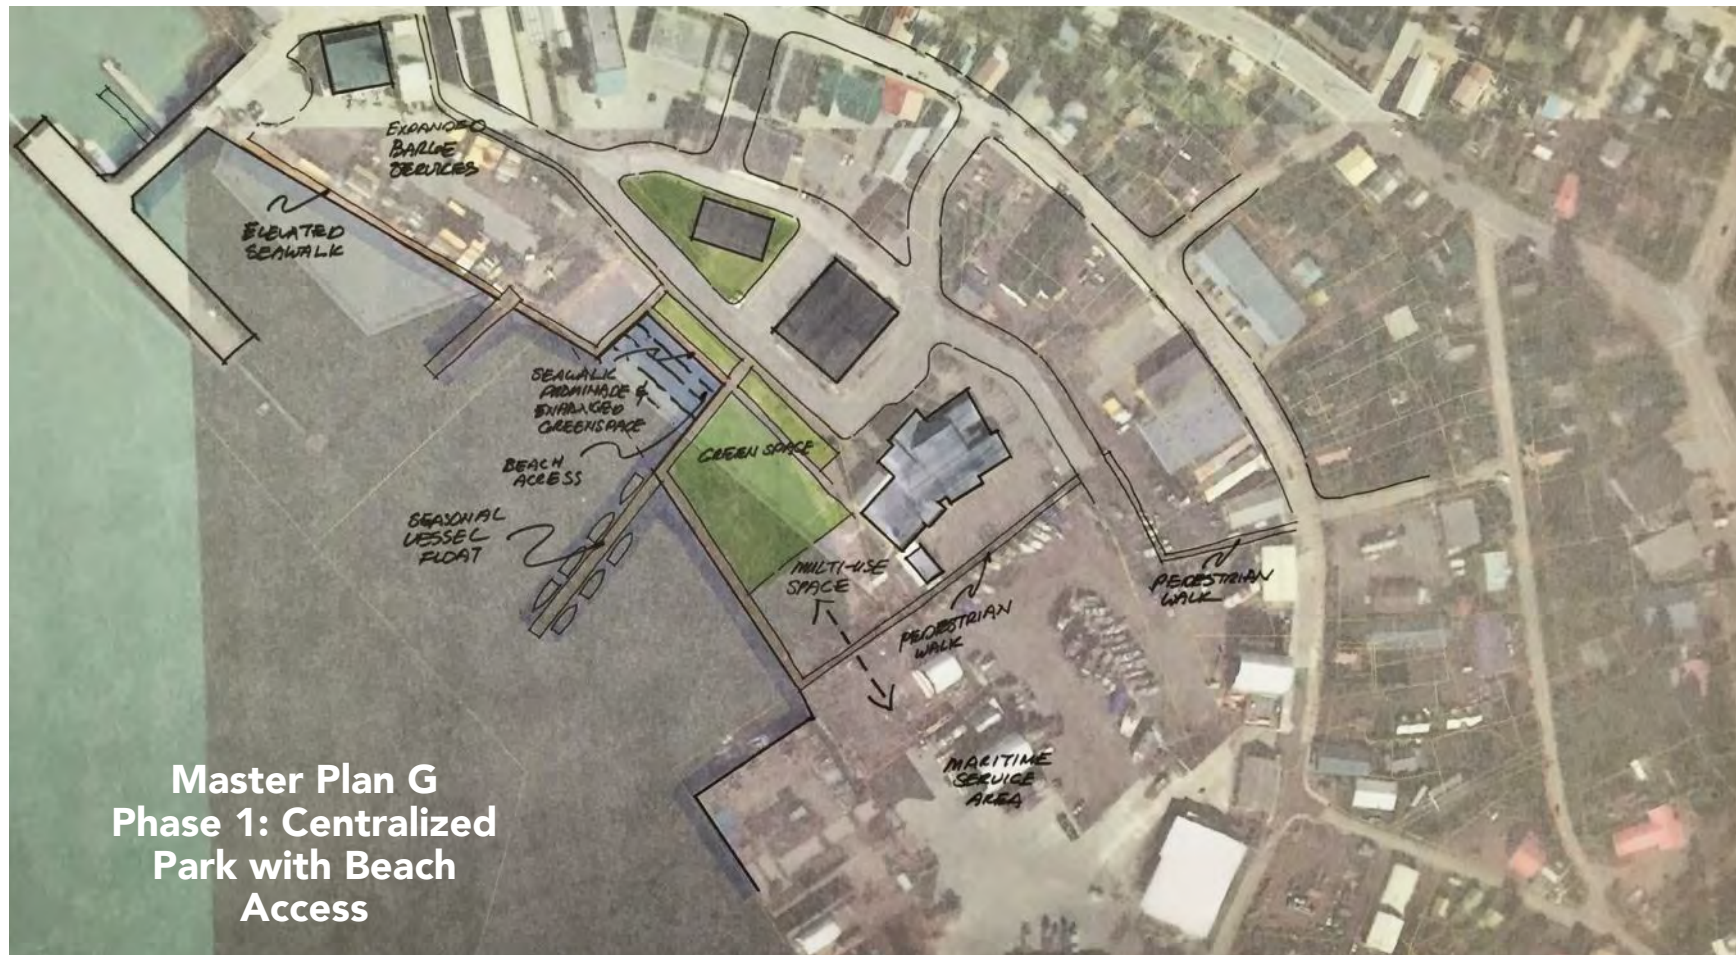 EXPANDED
BARGE
SERVICES
ELEVATED
SEAWALK
SEAWALK
PROMINADE &
ENHANCED
GREENSPACE
BEACH
ACCESS
GREEN SPACE
SEASONAL
VESSEL
FLOAT
MULTI-USE
SPACE
PEDESTRIAN
WALK
PEDESTRIAN
WALK
MARITIME
SERVICE
AREA
Master Plan G
Phase 1: Centralized
Park with Beach
Access